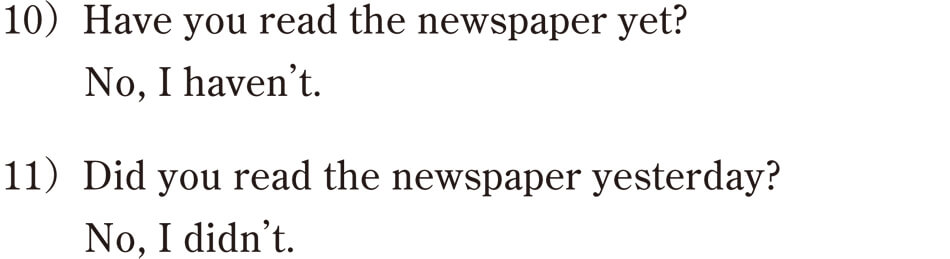 10) Have you read the newspaper yet?
No, I haven’t.
11) Did you read the newspaper yesterday?
No, I didn’t.